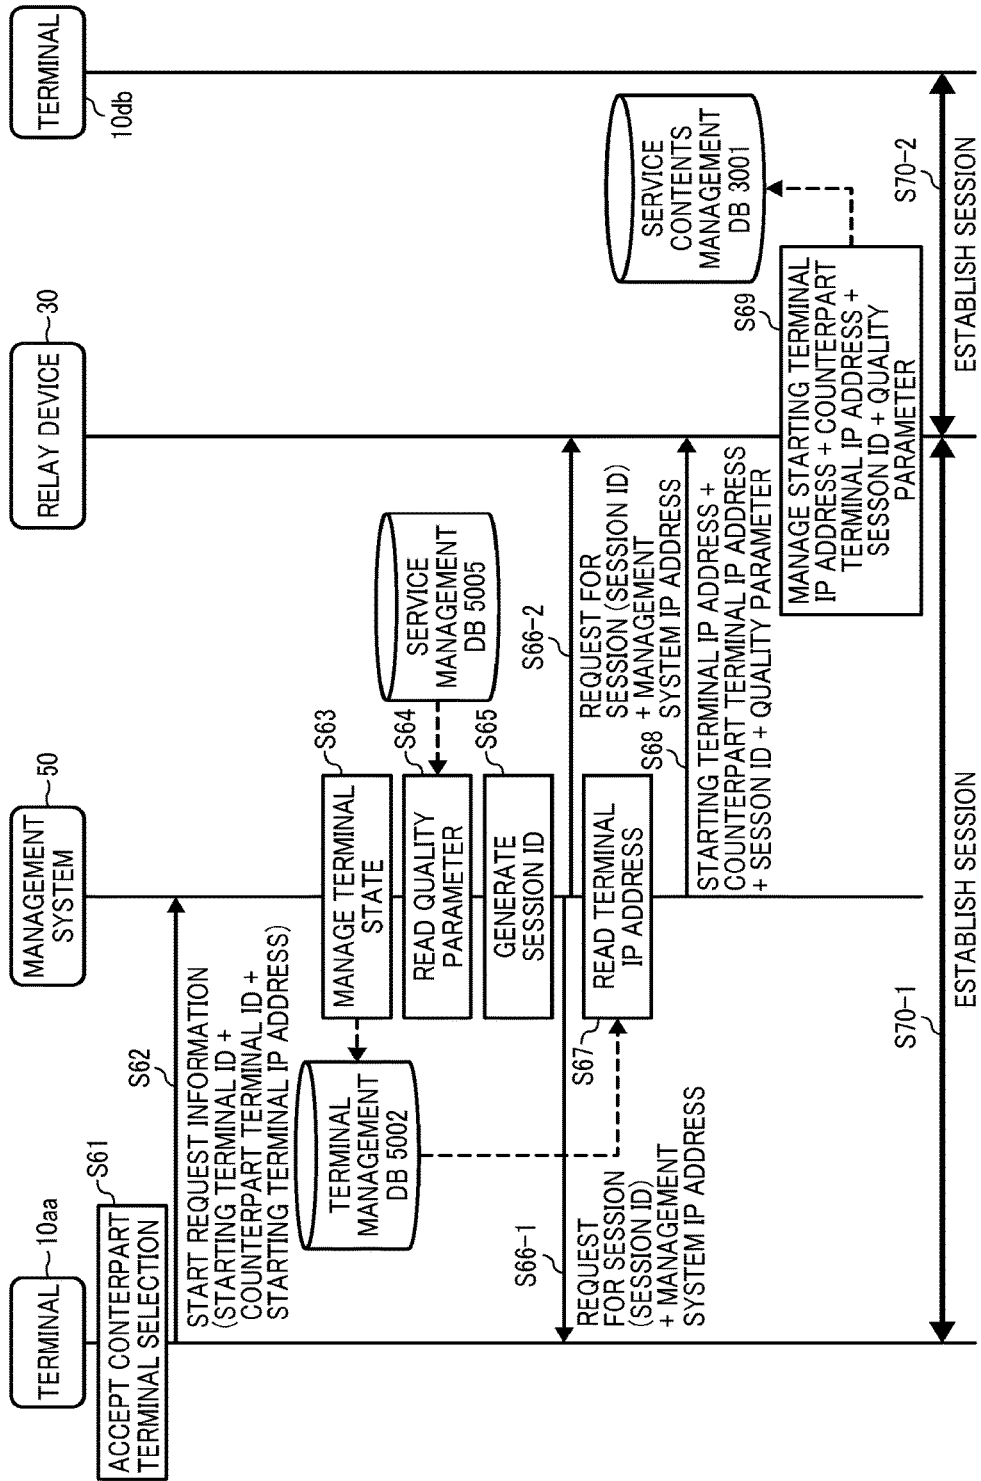 TERMINAL
10aa
MANAGEMENT
SYSTEM
50
RELAY DEVICE
30
TERMINAL
10db
S61
ACCEPT CONTERPART
TERMINAL SELECTION
S62
START REQUEST INFORMATION
(STARTING TERMINAL ID +
COUNTERPART TERMINAL ID +
STARTING TERMINAL IP ADDRESS)
S63
MANAGE TERMINAL
STATE
TERMINAL
MANAGEMENT
DB 5002
S64
READ QUALITY
PARAMETER
SERVICE
MANAGEMENT
DB 5005
S65
GENERATE
SESSION ID
S66-1
REQUEST
FOR SESSION
(SESSION ID)
+ MANAGEMENT
SYSTEM IP ADDRESS
S66-2
REQUEST FOR
SESSION (SESSION ID)
+ MANAGEMENT
SYSTEM IP ADDRESS
S67
READ TERMINAL
IP ADDRESS
S68
STARTING TERMINAL IP ADDRESS +
COUNTERPART TERMINAL IP ADDRESS
+ SESSON ID + QUALITY PARAMETER
S69
MANAGE STARTING TERMINAL
IP ADDRESS + COUNTERPART
TERMINAL IP ADDRESS +
SESSON ID + QUALITY
PARAMETER
SERVICE
CONTENTS
MANAGEMENT
DB 3001
S70-1
ESTABLISH SESSION
S70-2
ESTABLISH SESSION